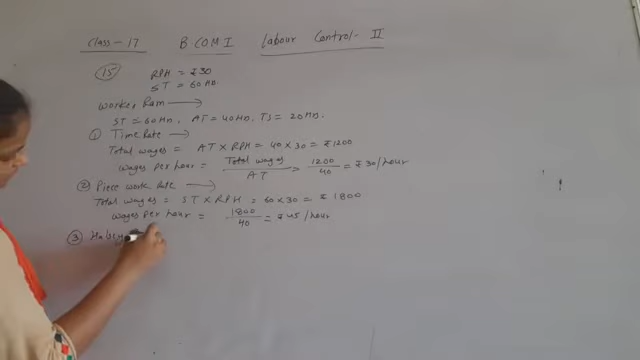 Class - 17 B COM I Labour Control - II
15 RPH = ₹30
ST = 60 Hrs.
Worker Ram →
ST = 60 Hrs, AT = 40 Hrs, TS = 20 Hrs.
① Time Rate →
Total wages = AT X RPH = 40 X 30 = ₹1200
wages per hour = Total wages / AT = 1200 / 40 = ₹30/hour
② Piece Work Rate →
Total wages = ST X RPH = 60 X 30 = ₹1800
Wages per hour = 1800 / 40 = ₹45/hour
③ Halsey